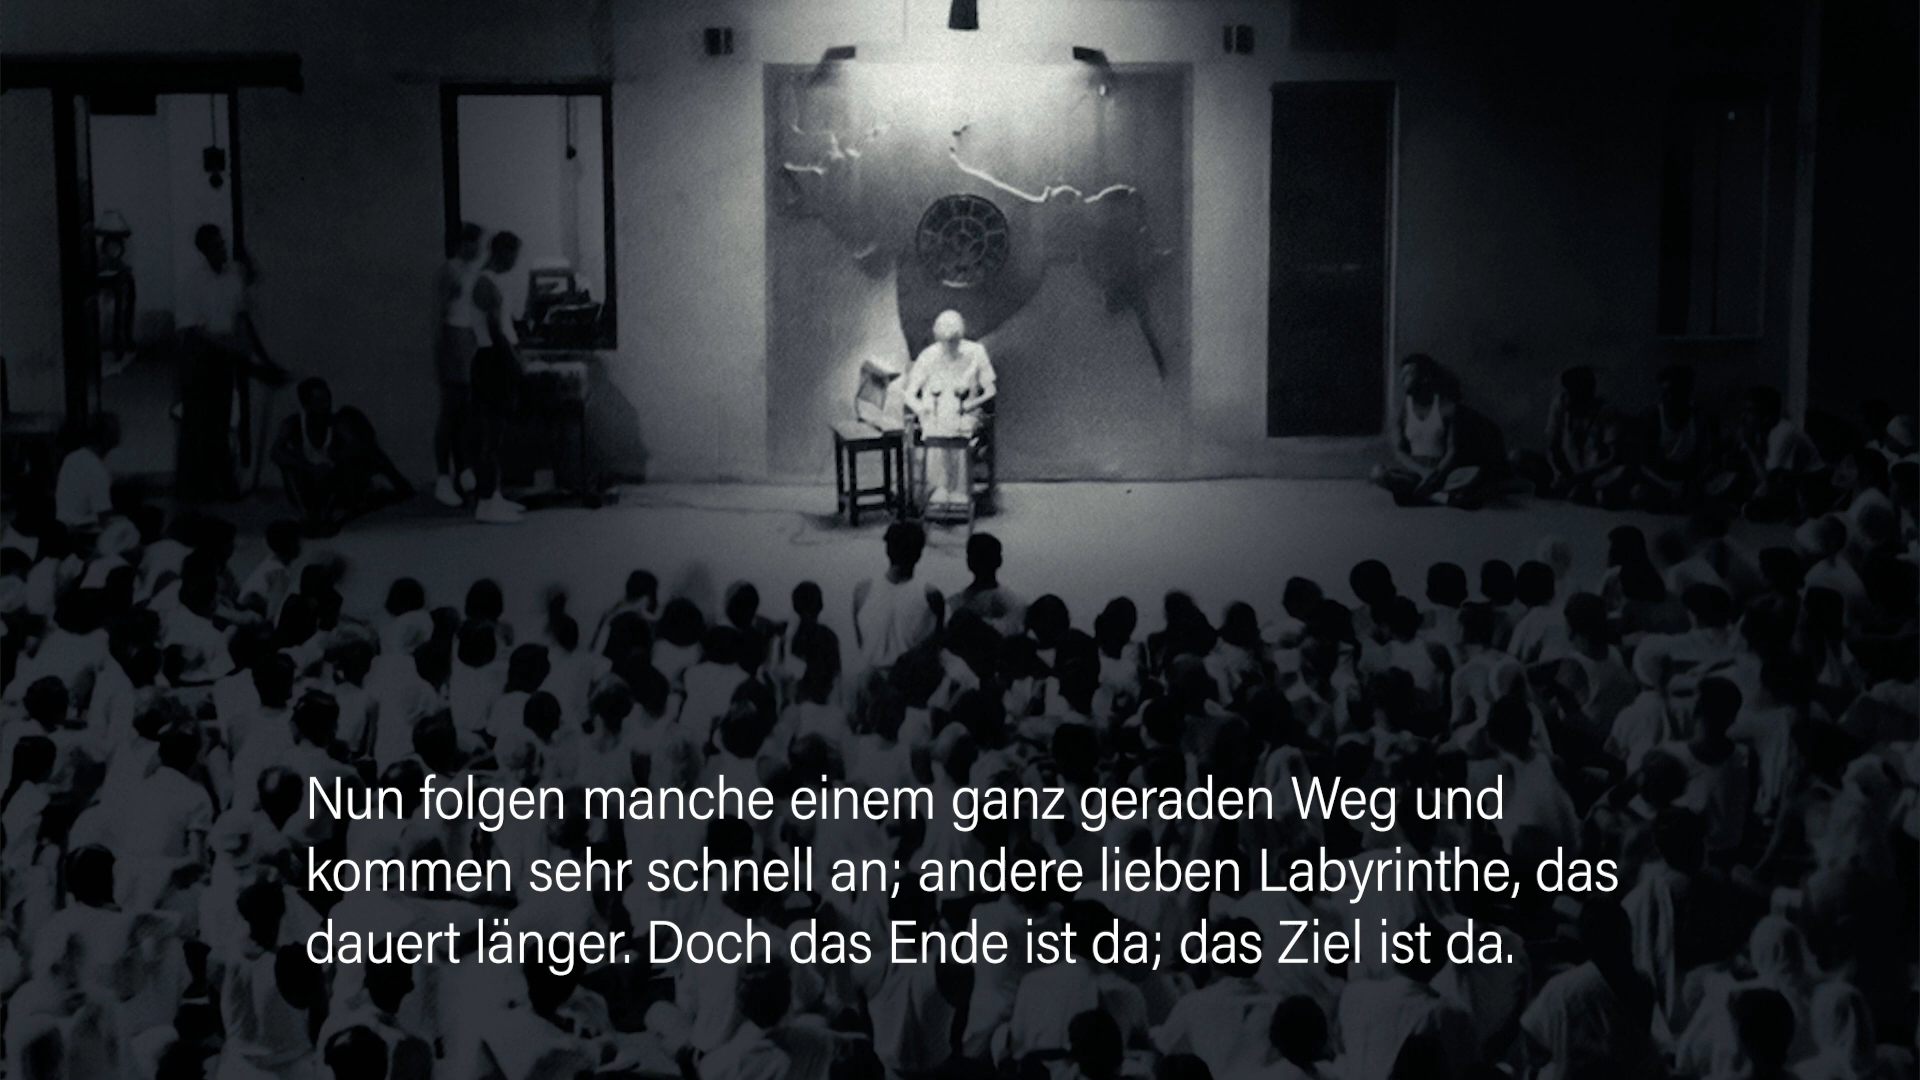 Nun folgen manche einem ganz geraden Weg und
kommen sehr schnell an; andere lieben Labyrinthe, das
dauert länger. Doch das Ende ist da; das Ziel ist da.